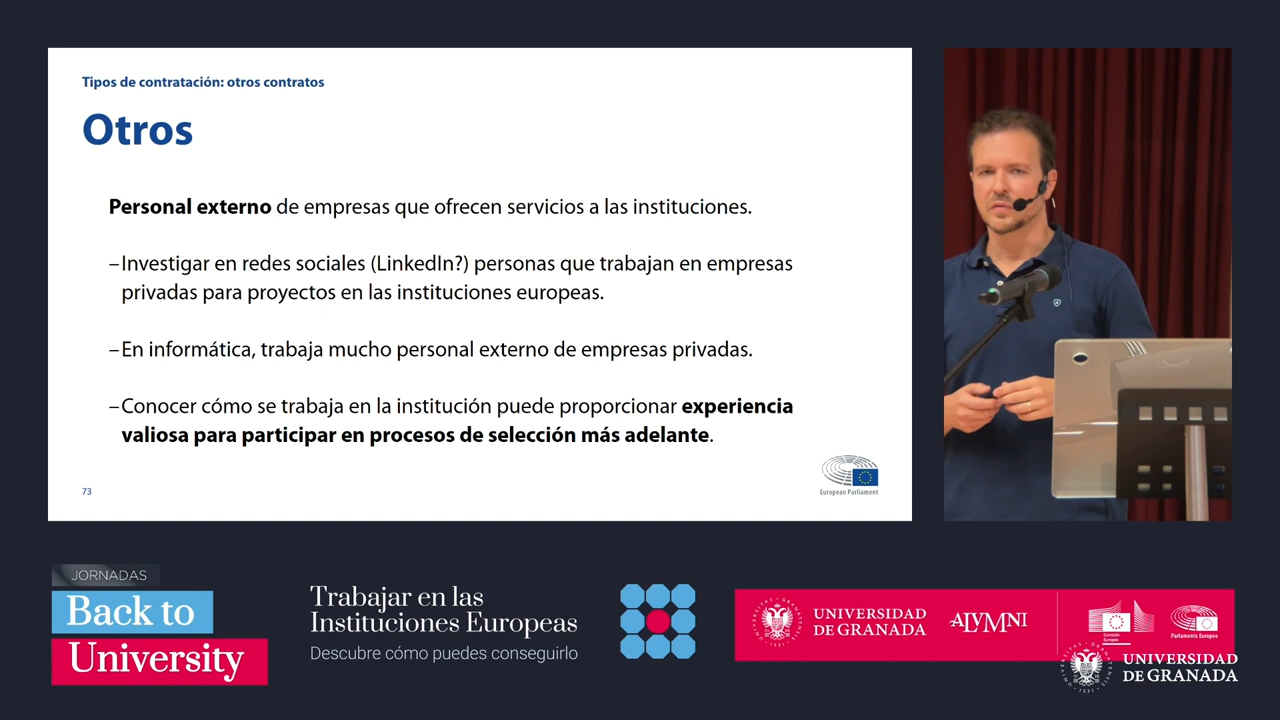 Tipos de contratación: otros contratos
Otros
Personal externo de empresas que ofrecen servicios a las instituciones.
–Investigar en redes sociales (LinkedIn?) personas que trabajan en empresas
privadas para proyectos en las instituciones europeas.
–En informática, trabaja mucho personal externo de empresas privadas.
–Conocer cómo se trabaja en la institución puede proporcionar experiencia
valiosa para participar en procesos de selección más adelante.
73
European Parliament
JORNADAS
Back to
University
Trabajar en las
Instituciones Europeas
Descubre cómo puedes conseguirlo
UNIVERSIDAD
DE GRANADA
ALVMNI
Comisión
Europea
Parlamento Europeo
UNIVERSIDAD
DE GRANADA